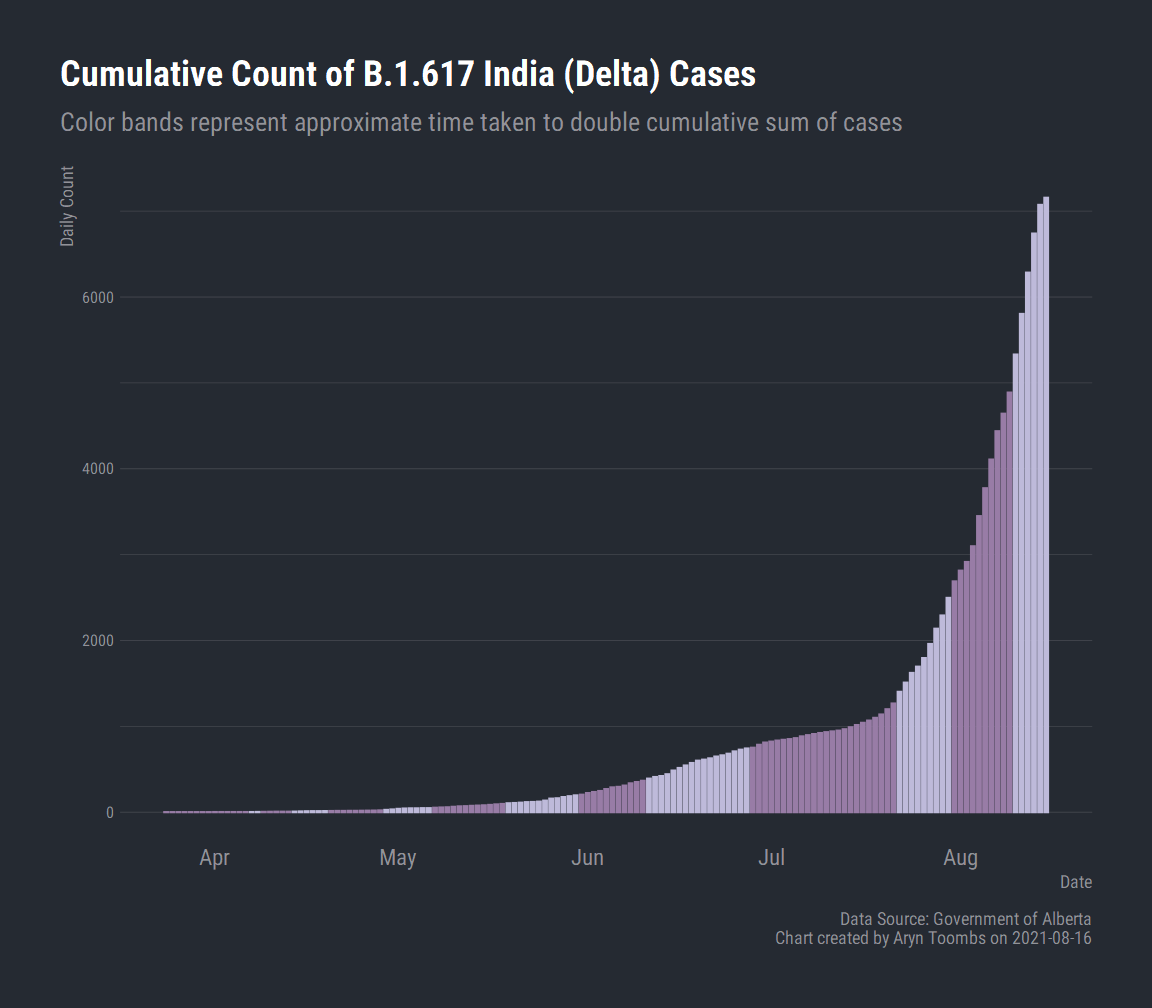 Cumulative Count of B.1.617 India (Delta) Cases
Color bands represent approximate time taken to double cumulative sum of cases
Daily Count
6000
4000
2000
0
Apr May Jun Jul Aug
Date
Data Source: Government of Alberta
Chart created by Aryn Toombs on 2021-08-16